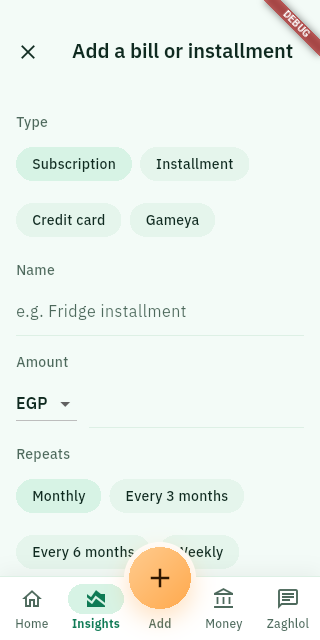 DEBUG
Add a bill or installment
Type
Subscription
Installment
Credit card
Gameya
Name
e.g. Fridge installment
Amount
EGP
Repeats
Monthly
Every 3 months
Every 6 months
Weekly
Home
Insights
Add
Money
Zaghlol